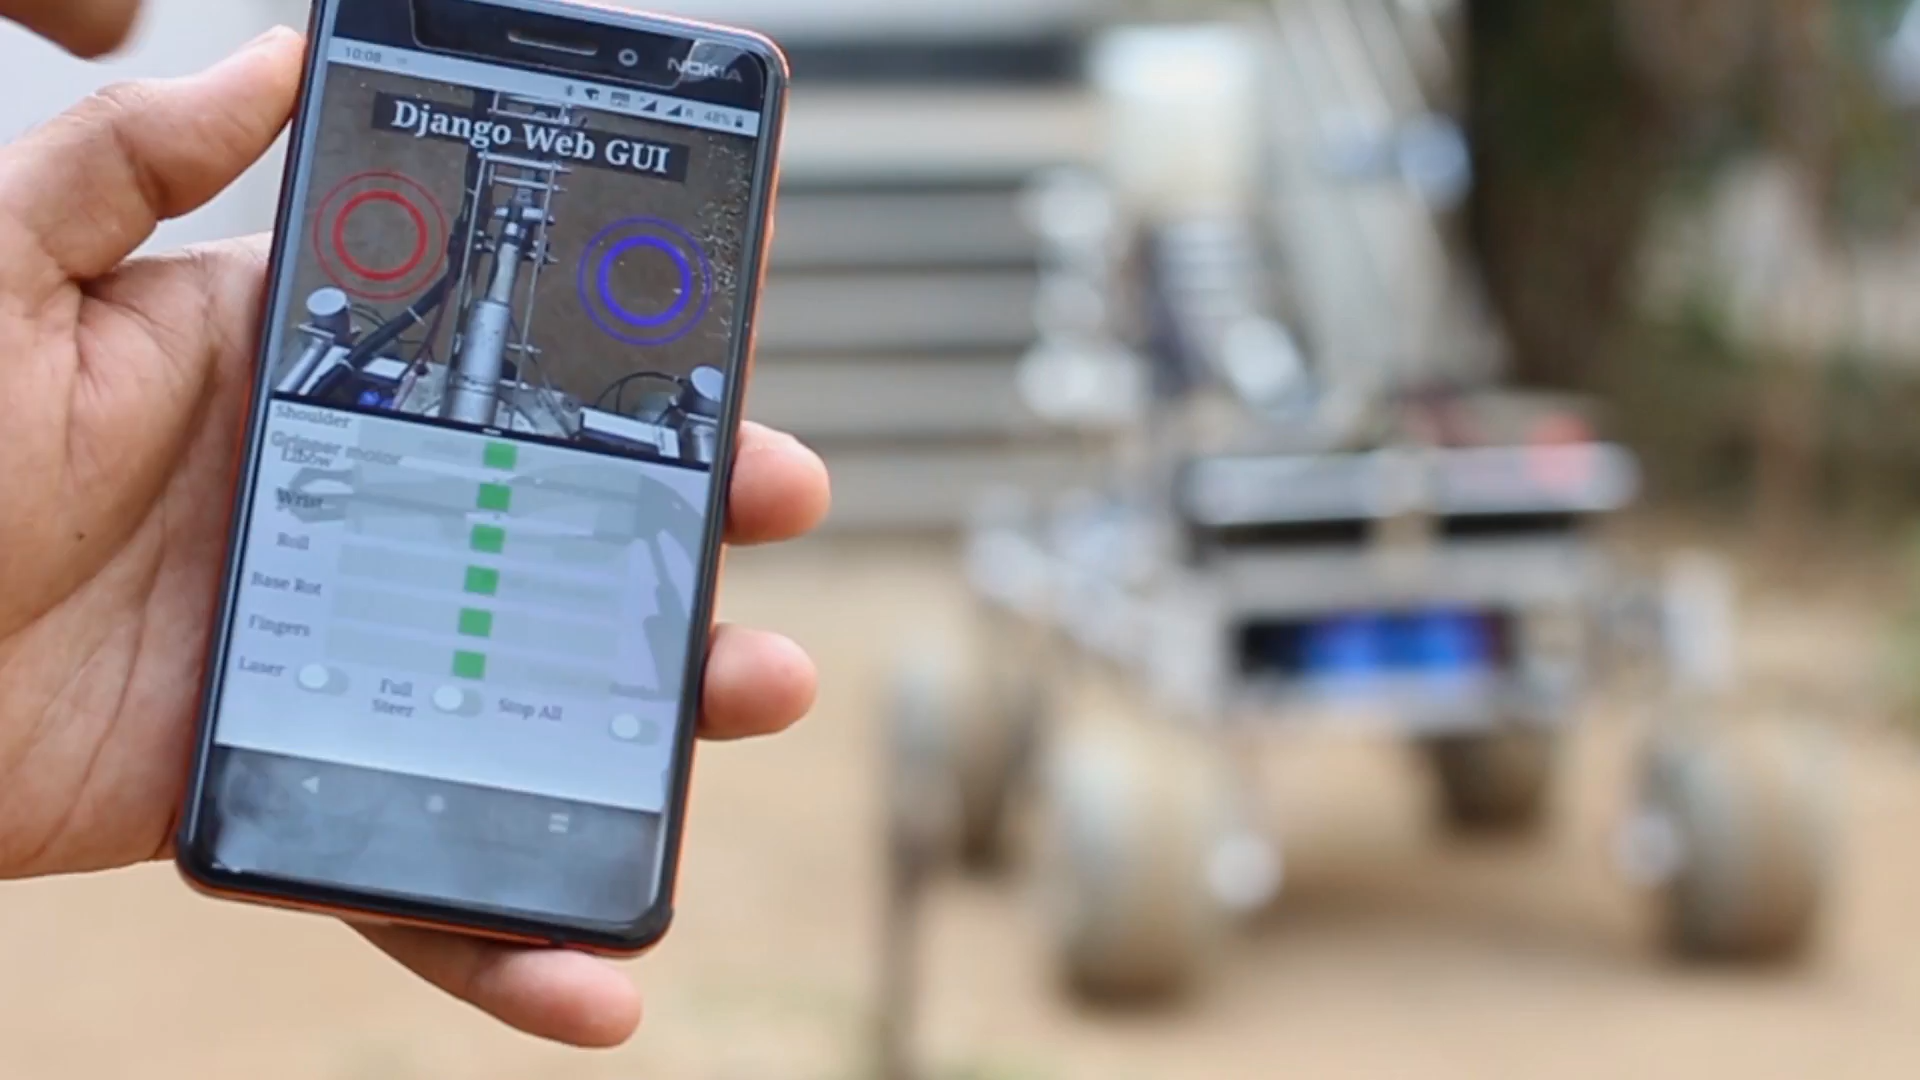 NOKIA
10:08
R 48%
Django Web GUI
Shoulder
Gripper motor
Elbow
Wrist
Roll
Base Rot
Fingers
Laser
Full
Steer
Stop All